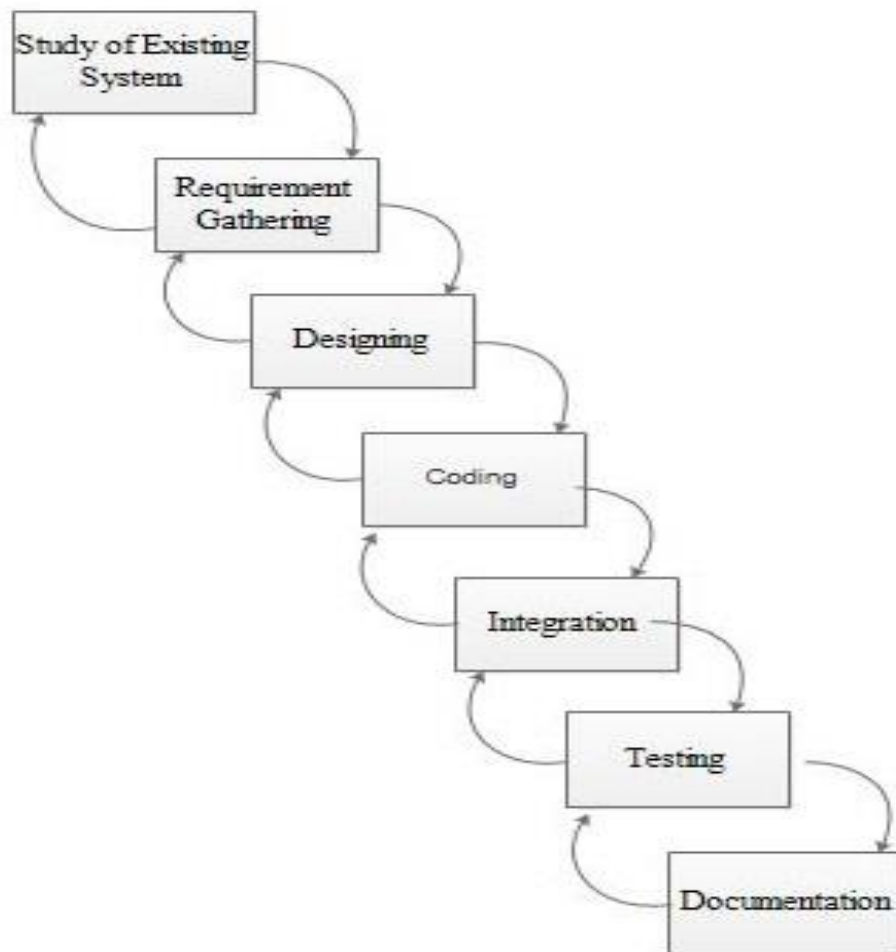 Study of Existing
System
Requirement
Gathering
Designing
Coding
Integration
Testing
Documentation